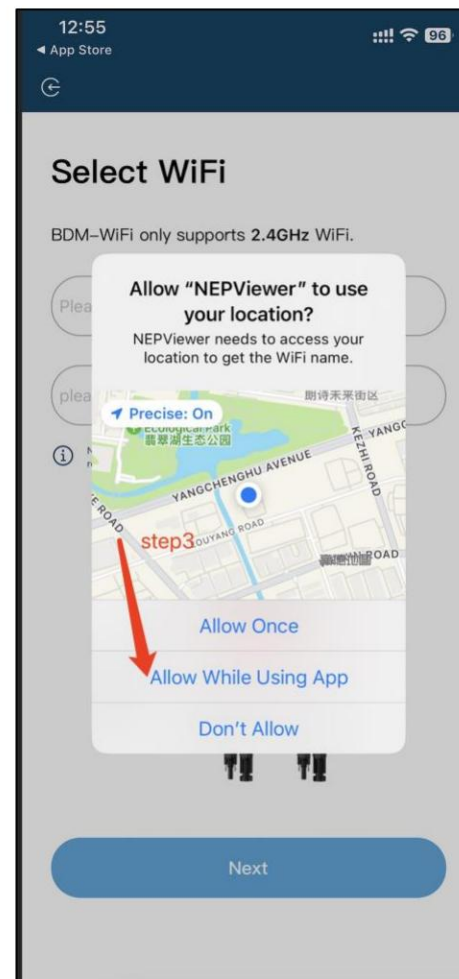 12:55
96
App Store
Select WiFi
BDM-WiFi only supports 2.4GHz WiFi.
Allow “NEPViewer” to use
your location?
NEPViewer needs to access your
location to get the WiFi name.
Plea
plea
朗诗未来街区
Precise: On
Ecological Park
翡翠湖生态公园
YANGCHENGHU AVENUE
KEZHI ROAD
YANG
ROAD
step3
OUYANG ROAD
ROAD
Allow Once
Allow While Using App
Don’t Allow
Next